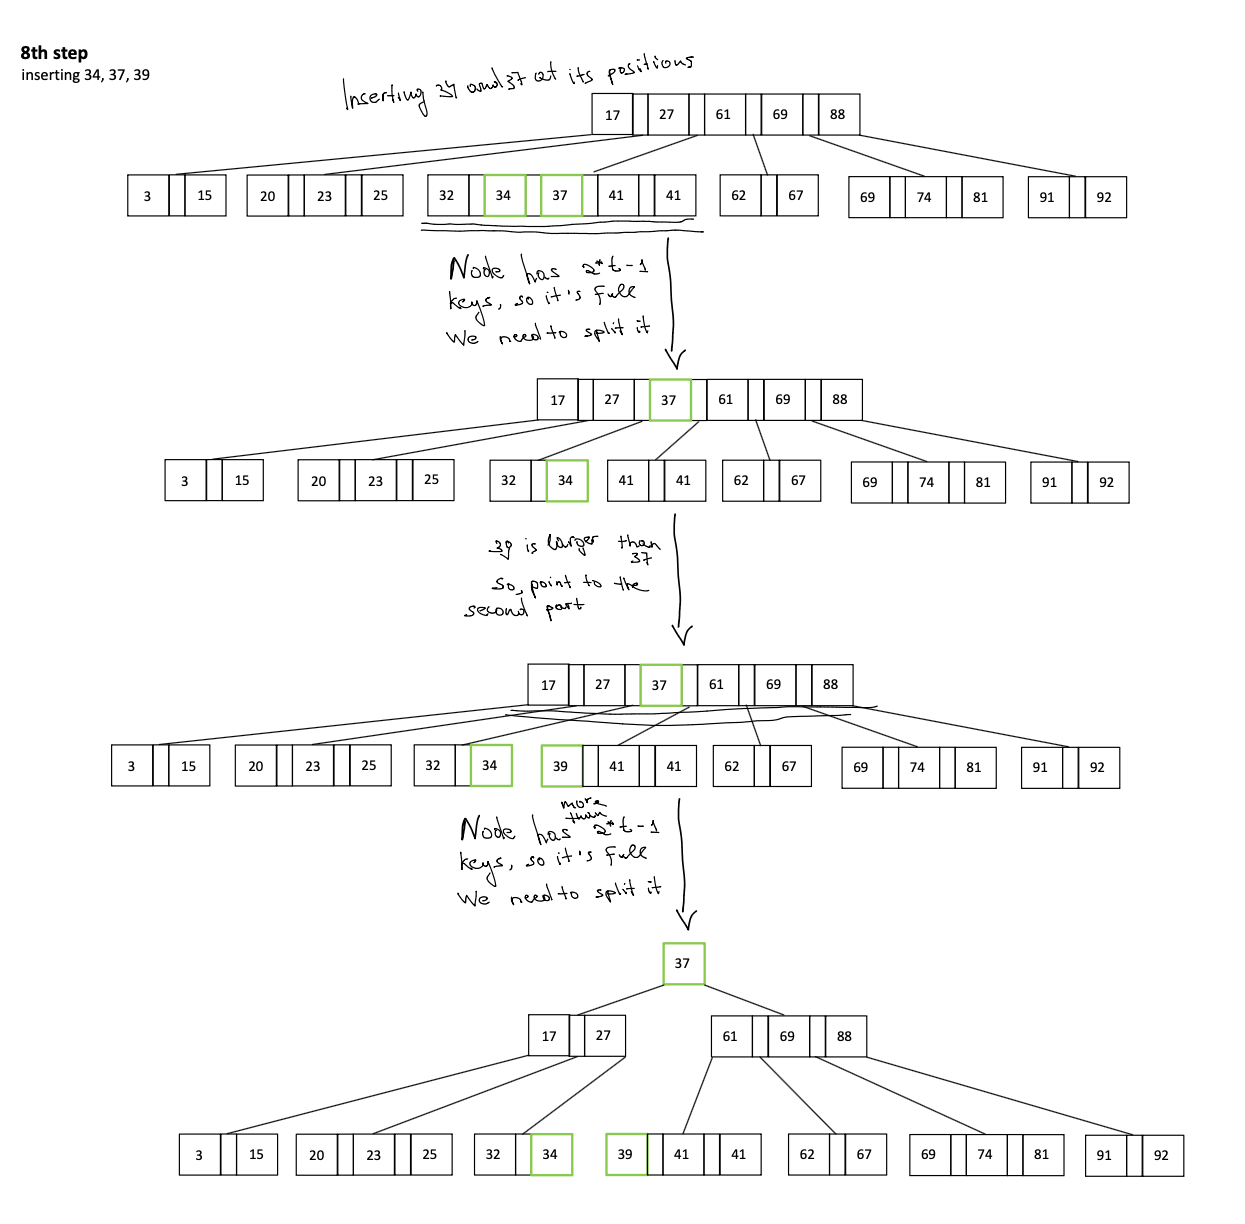 8th step
inserting 34, 37, 39
Inserting 34 and 37 at its positions
17 27 61 69 88
3 15 20 23 25 32 34 37 41 41 62 67 69 74 81 91 92
Node has 2*t-1
keys, so it's full
We need to split it
17 27 37 61 69 88
3 15 20 23 25 32 34 41 41 62 67 69 74 81 91 92
39 is larger than
37
So, point to the
second part
17 27 37 61 69 88
3 15 20 23 25 32 34 39 41 41 62 67 69 74 81 91 92
more
than
Node has 2*t-1
keys, so it's full
We need to split it
37
17 27 61 69 88
3 15 20 23 25 32 34 39 41 41 62 67 69 74 81 91 92